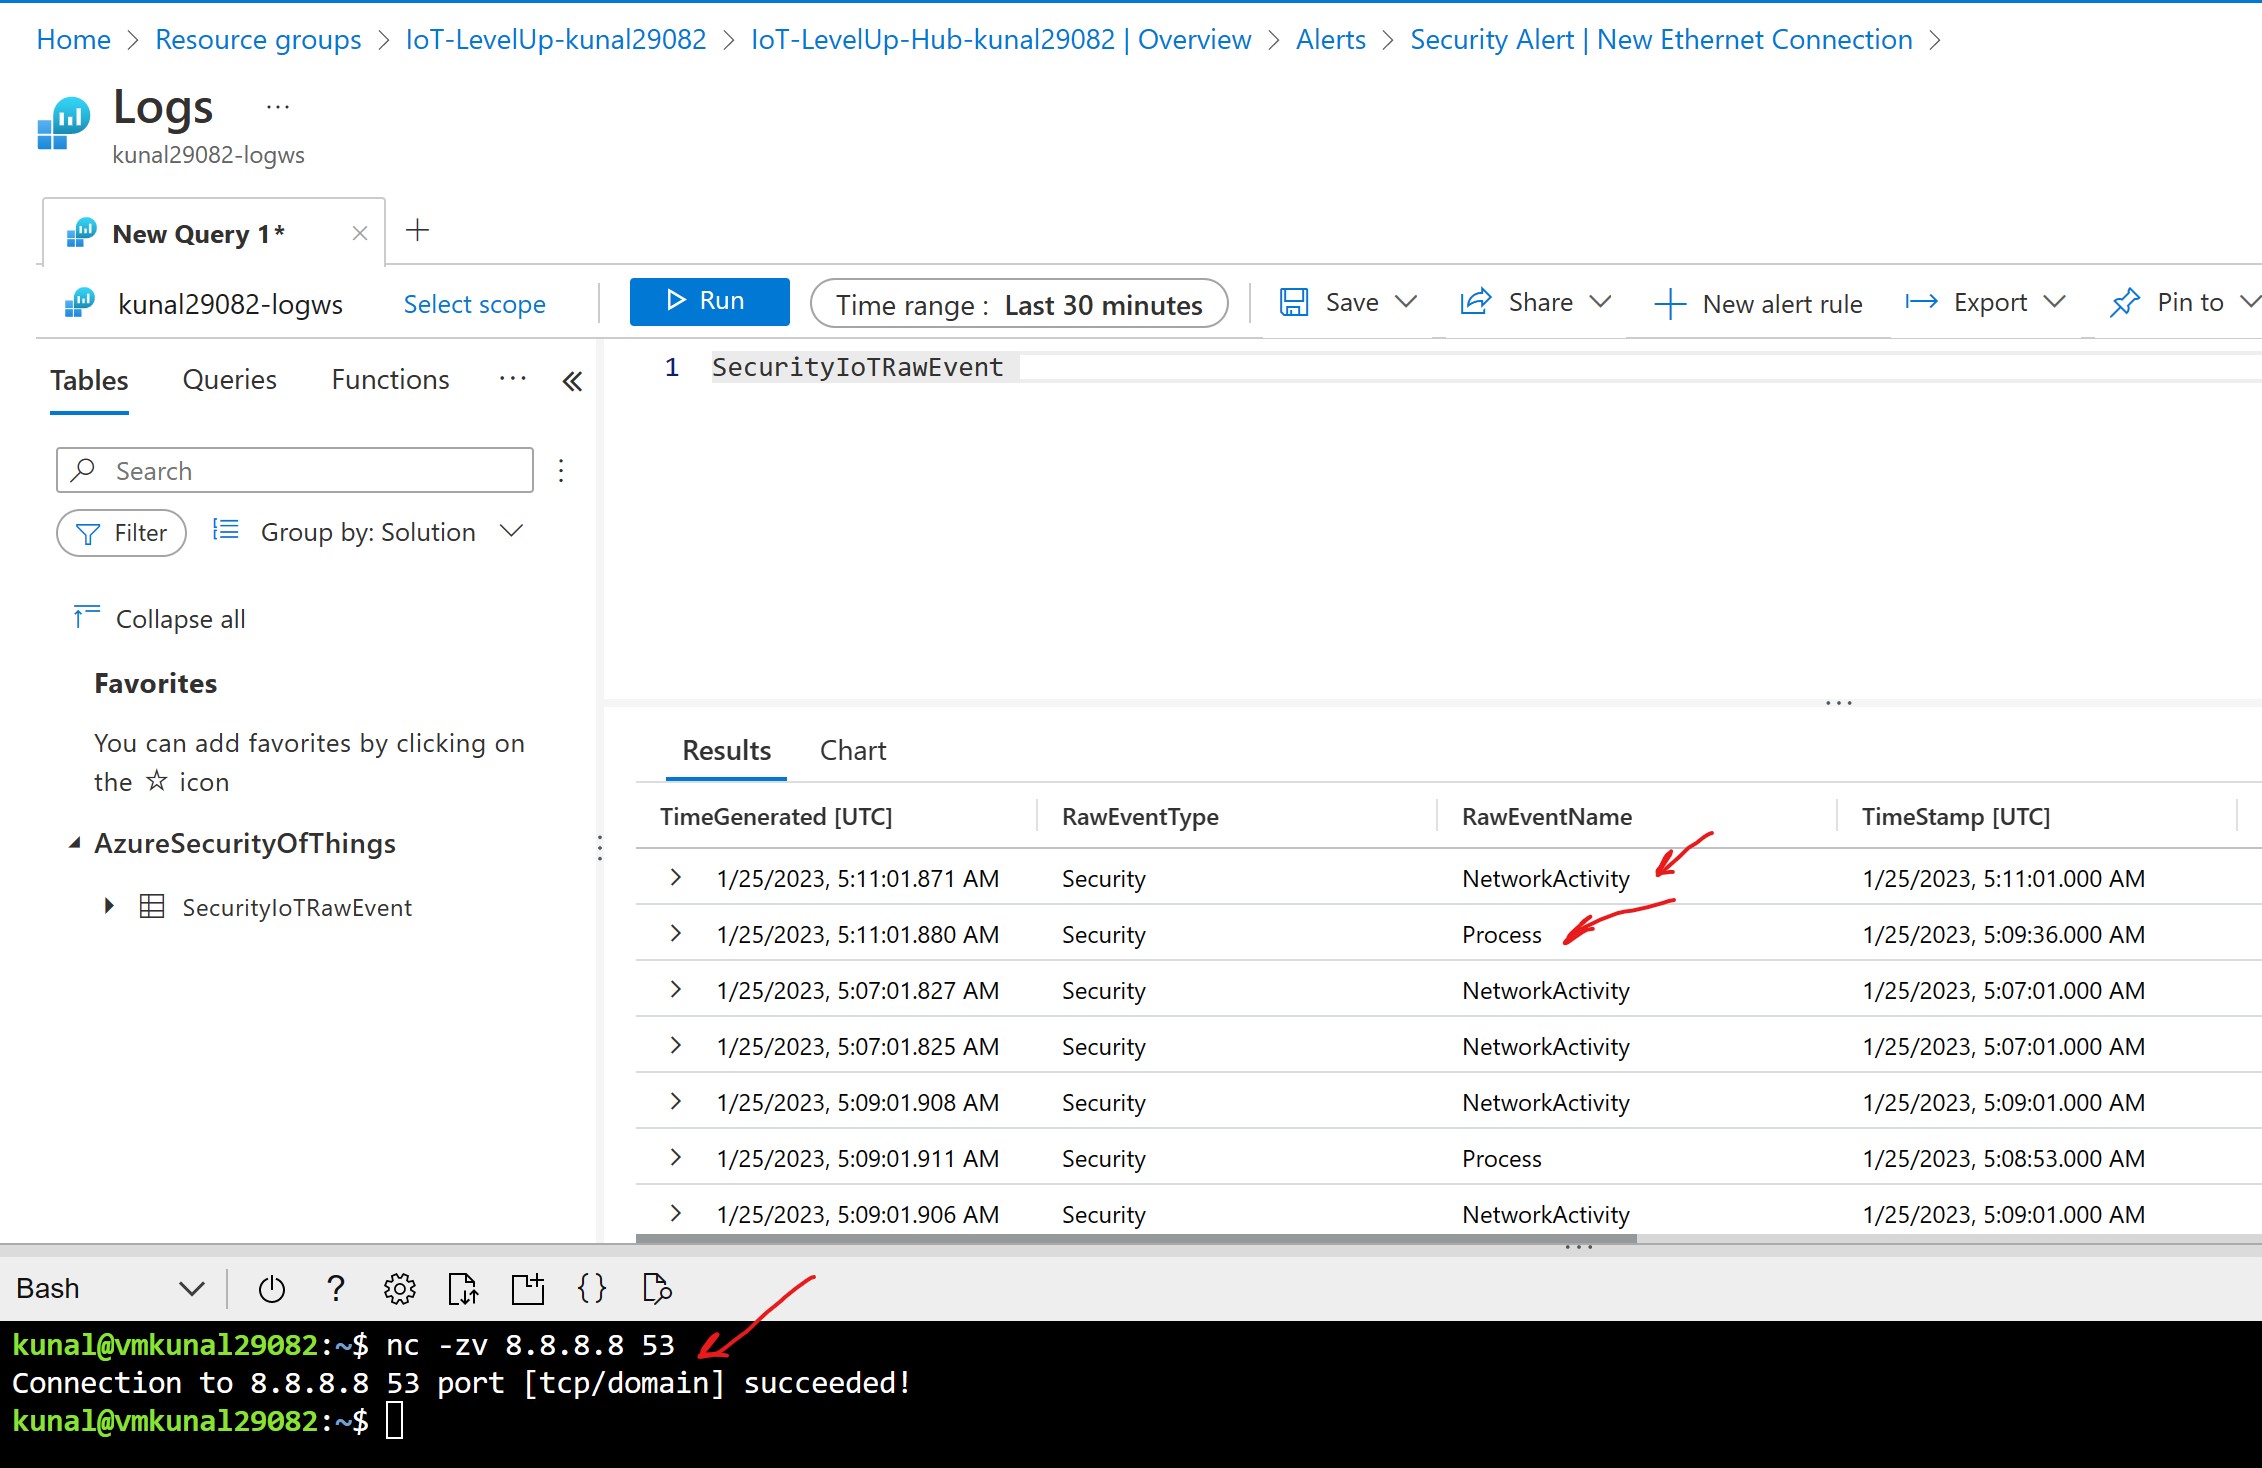 Home > Resource groups > IoT-LevelUp-kunal29082 > IoT-LevelUp-Hub-kunal29082 | Overview > Alerts > Security Alert | New Ethernet Connection >
Logs ...
kunal29082-logws
New Query 1* × +
kunal29082-logws Select scope Run Time range : Last 30 minutes Save Share New alert rule Export Pin to
Tables Queries Functions ... «
1 SecurityIoTRawEvent
Search
Filter Group by: Solution
Collapse all
Favorites
You can add favorites by clicking on
the ☆ icon
AzureSecurityOfThings
SecurityIoTRawEvent
Results Chart
TimeGenerated [UTC] RawEventType RawEventName TimeStamp [UTC]
1/25/2023, 5:11:01.871 AM Security NetworkActivity 1/25/2023, 5:11:01.000 AM
1/25/2023, 5:11:01.880 AM Security Process 1/25/2023, 5:09:36.000 AM
1/25/2023, 5:07:01.827 AM Security NetworkActivity 1/25/2023, 5:07:01.000 AM
1/25/2023, 5:07:01.825 AM Security NetworkActivity 1/25/2023, 5:07:01.000 AM
1/25/2023, 5:09:01.908 AM Security NetworkActivity 1/25/2023, 5:09:01.000 AM
1/25/2023, 5:09:01.911 AM Security Process 1/25/2023, 5:08:53.000 AM
1/25/2023, 5:09:01.906 AM Security NetworkActivity 1/25/2023, 5:09:01.000 AM
Bash ? {}
kunal@vmkunal29082:~$ nc -zv 8.8.8.8 53
Connection to 8.8.8.8 53 port [tcp/domain] succeeded!
kunal@vmkunal29082:~$